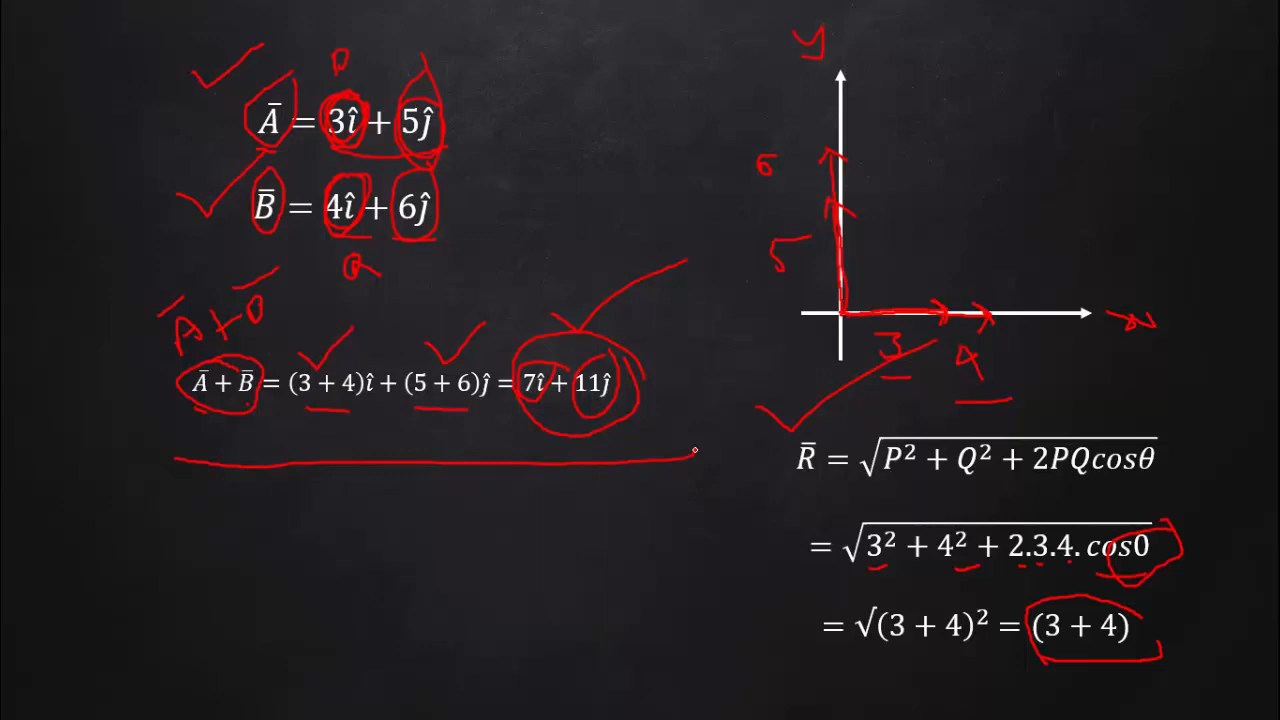 P
A̅ = 3î + 5ĵ
B̅ = 4î + 6ĵ
Q
A̅ + B̅
A̅ + B̅ = (3 + 4)î + (5 + 6)ĵ = 7î + 11ĵ
y
6
5
3
4
x
R̅ = √P² + Q² + 2PQcosθ
= √3² + 4² + 2.3.4. cos0
= √(3 + 4)² = (3 + 4)